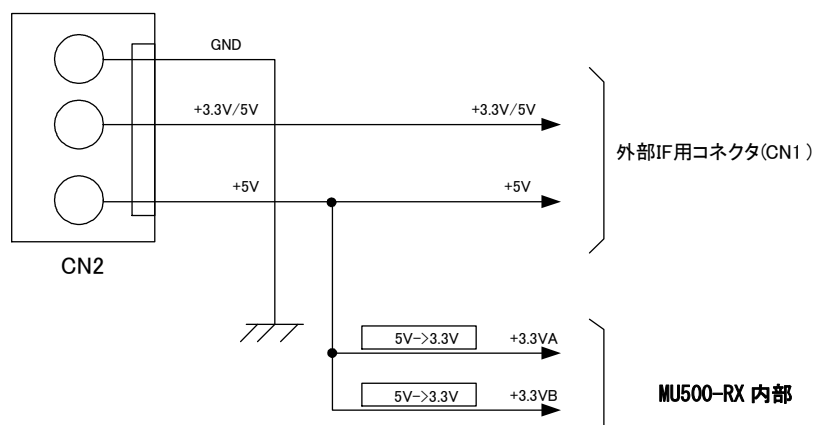 GND
+3.3V/5V
+3.3V/5V
外部IF用コネクタ(CN1)
+5V
+5V
CN2
5V->3.3V
+3.3VA
5V->3.3V
+3.3VB
MU500-RX 内部